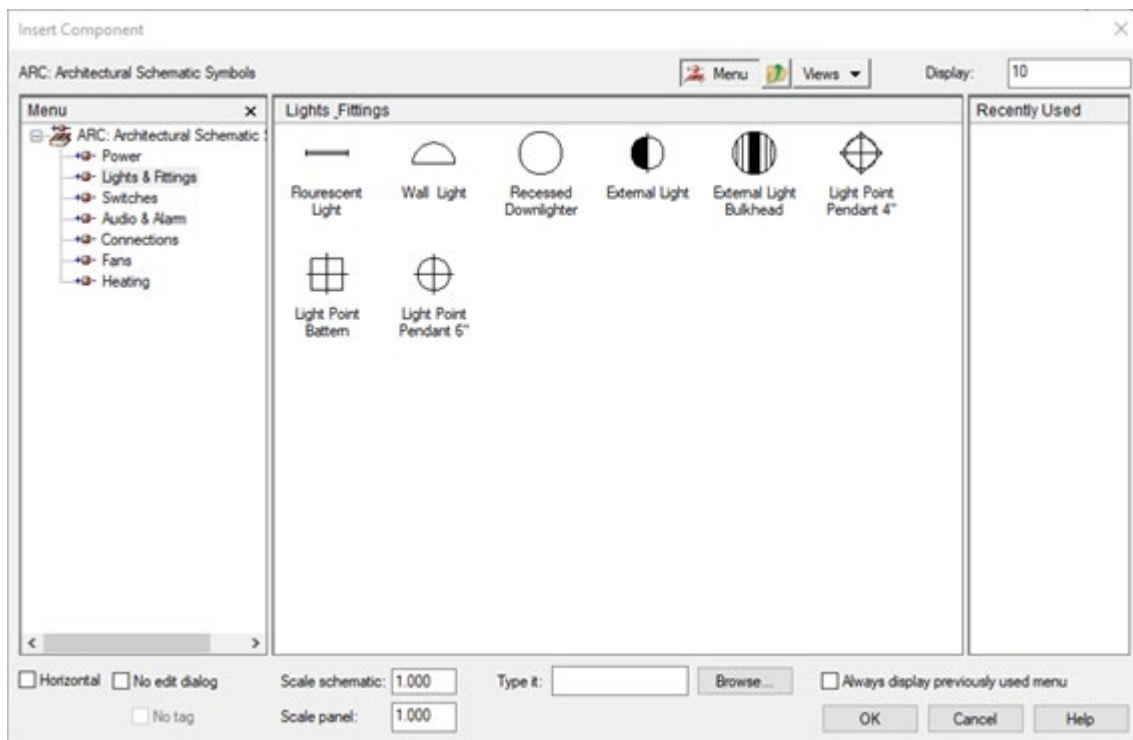 Insert Component
ARC: Architectural Schematic Symbols
Menu
Views
Display:
10
Menu
x
Lights_Fittings
Recently Used
ARC: Architectural Schematic
Power
Lights & Fittings
Switches
Audio & Alarm
Connections
Fans
Heating
Flourescent
Light
Wall Light
Recessed
Downlighter
External Light
External Light
Bulkhead
Light Point
Pendant 4"
Light Point
Battern
Light Point
Pendant 6"
Horizontal
No edit dialog
Scale schematic:
1.000
Type it:
Browse...
Always display previously used menu
No tag
Scale panel:
1.000
OK
Cancel
Help